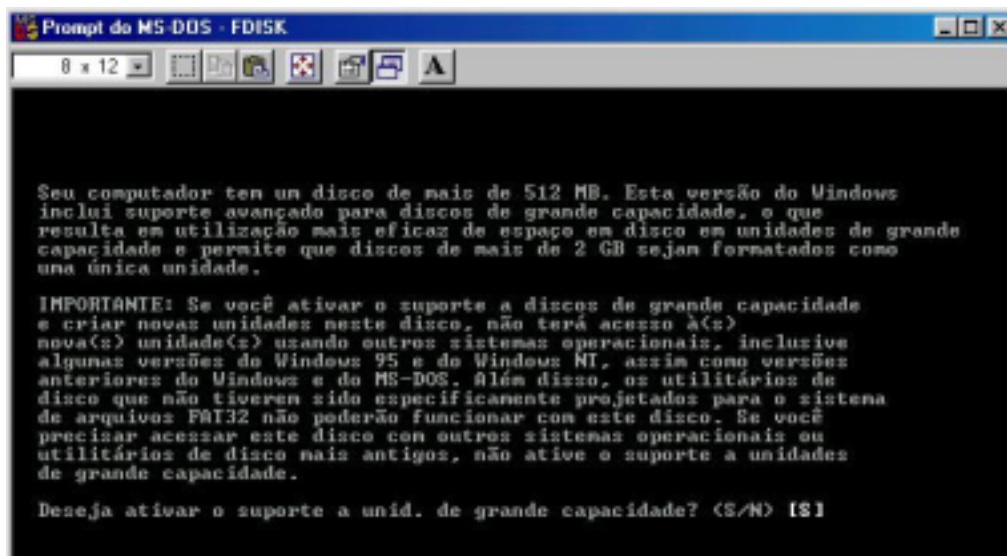 Prompt do MS-DOS - FDISK
8 x 12
A
Seu computador tem um disco de mais de 512 MB. Esta versão do Windows
inclui suporte avançado para discos de grande capacidade, o que
resulta em utilização mais eficaz de espaço em disco em unidades de grande
capacidade e permite que discos de mais de 2 GB sejam formatados como
uma única unidade.
IMPORTANTE: Se você ativar o suporte a discos de grande capacidade
e criar novas unidades neste disco, não terá acesso à(s)
nova(s) unidade(s) usando outros sistemas operacionais, inclusive
algumas versões do Windows 95 e do Windows NT, assim como versões
anteriores do Windows e do MS-DOS. Além disso, os utilitários de
disco que não tiverem sido especificamente projetados para o sistema
de arquivos FAT32 não poderão funcionar com este disco. Se você
precisar acessar este disco com outros sistemas operacionais ou
utilitários de disco mais antigos, não ative o suporte a unidades
de grande capacidade.
Deseja ativar o suporte a unid. de grande capacidade? (S/N) [S]